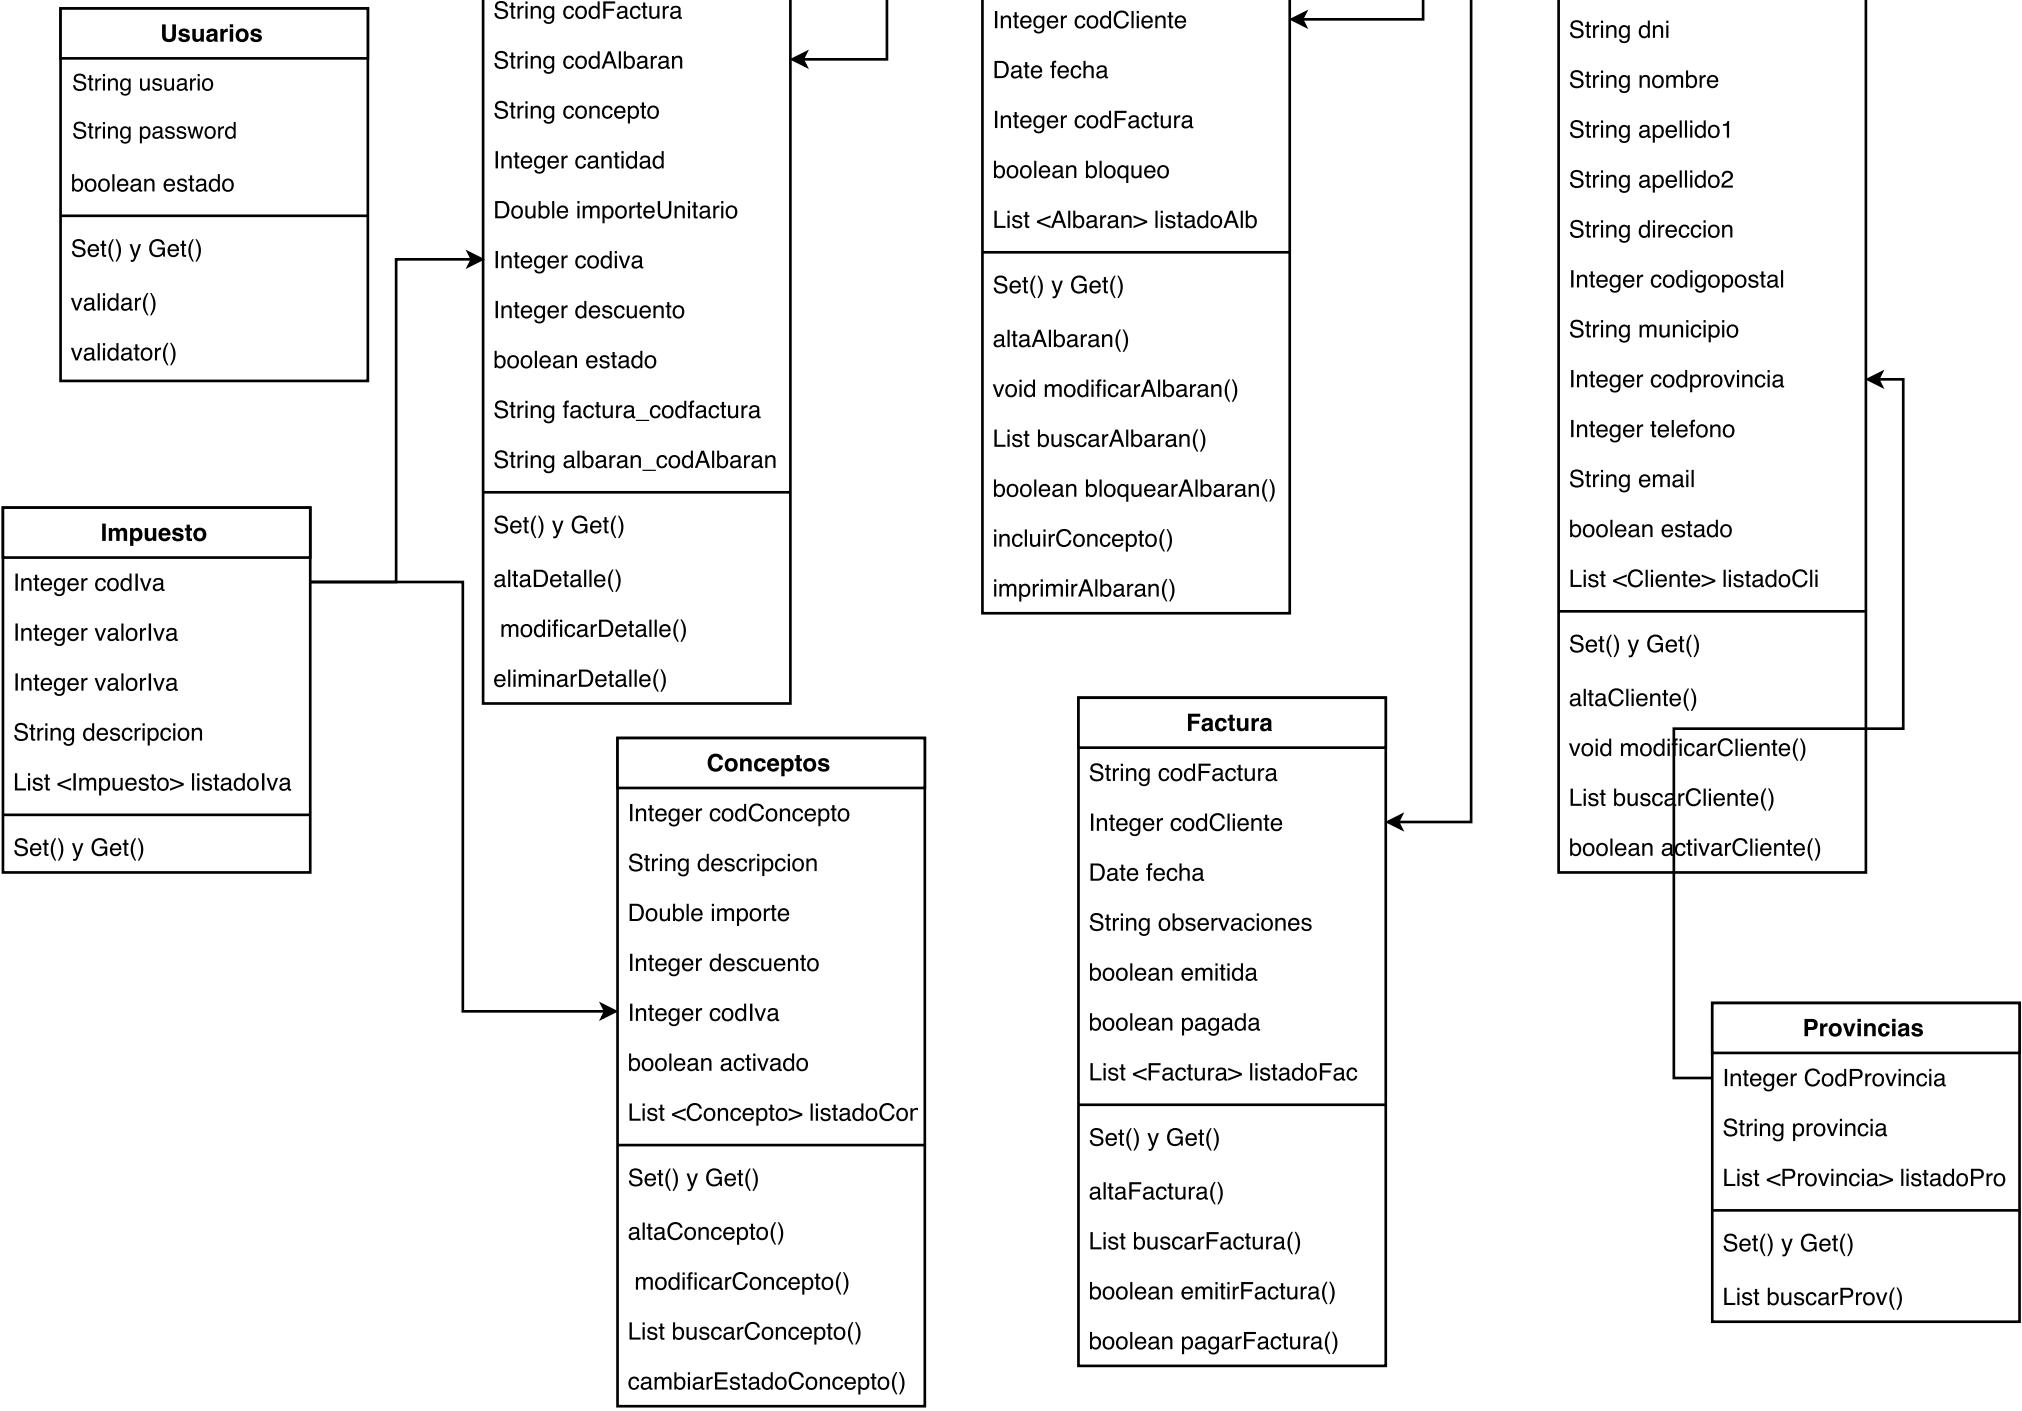 Usuarios
String usuario
String password
boolean estado
Set() y Get()
validar()
validator()
String codFactura
String codAlbaran
String concepto
Integer cantidad
Double importeUnitario
Integer codiva
Integer descuento
boolean estado
String factura_codfactura
String albaran_codAlbaran
Set() y Get()
altaDetalle()
modificarDetalle()
eliminarDetalle()
Integer codCliente
Date fecha
Integer codFactura
boolean bloqueo
List <Albaran> listadoAlb
Set() y Get()
altaAlbaran()
void modificarAlbaran()
List buscarAlbaran()
boolean bloquearAlbaran()
incluirConcepto()
imprimirAlbaran()
String dni
String nombre
String apellido1
String apellido2
String direccion
Integer codigopostal
String municipio
Integer codprovincia
Integer telefono
String email
boolean estado
List <Cliente> listadoCli
Set() y Get()
altaCliente()
void modificarCliente()
List buscarCliente()
boolean activarCliente()
Impuesto
Integer codIva
Integer valorIva
Integer valorIva
String descripcion
List <Impuesto> listadoIva
Set() y Get()
Conceptos
Integer codConcepto
String descripcion
Double importe
Integer descuento
Integer codIva
boolean activado
List <Concepto> listadoCon
Set() y Get()
altaConcepto()
modificarConcepto()
List buscarConcepto()
cambiarEstadoConcepto()
Factura
String codFactura
Integer codCliente
Date fecha
String observaciones
boolean emitida
boolean pagada
List <Factura> listadoFac
Set() y Get()
altaFactura()
List buscarFactura()
boolean emitirFactura()
boolean pagarFactura()
Provincias
Integer CodProvincia
String provincia
List <Provincia> listadoPro
Set() y Get()
List buscarProv()